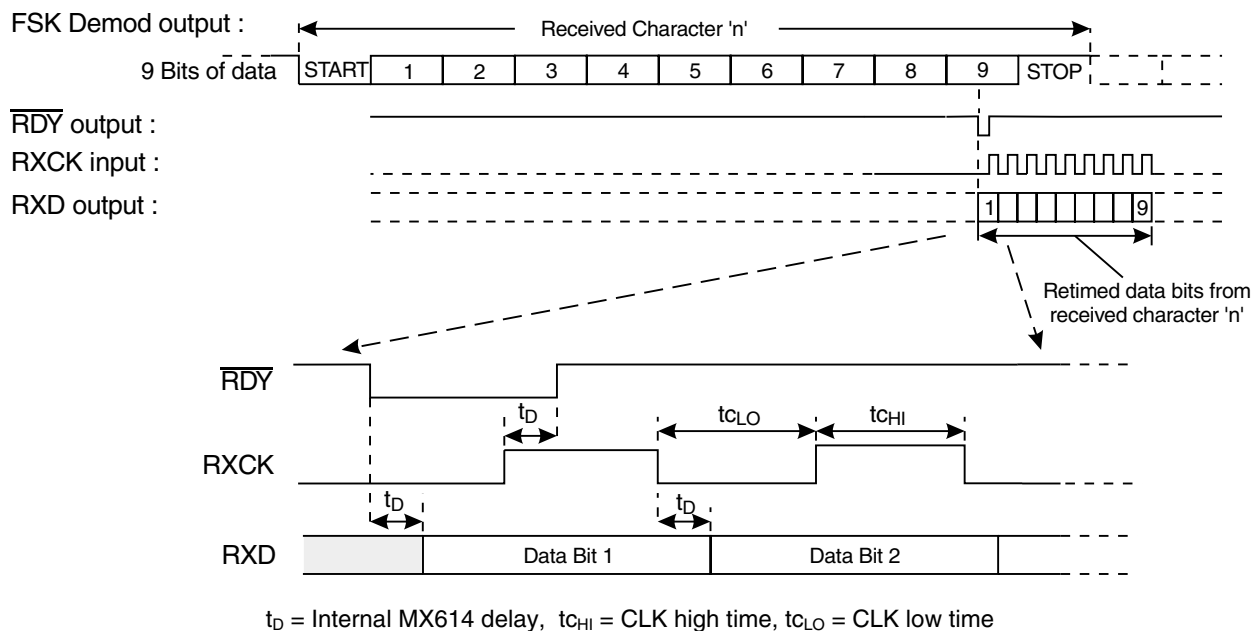 FSK Demod output :
Received Character 'n'
9 Bits of data
START 1 2 3 4 5 6 7 8 9 STOP
RDY output :
RXCK input :
RXD output :
1 9
Retimed data bits from
received character 'n'
RDY
tD tcLO tcHI
RXCK
tD tD
RXD Data Bit 1 Data Bit 2
tD = Internal MX614 delay, tcHI = CLK high time, tcLO = CLK low time